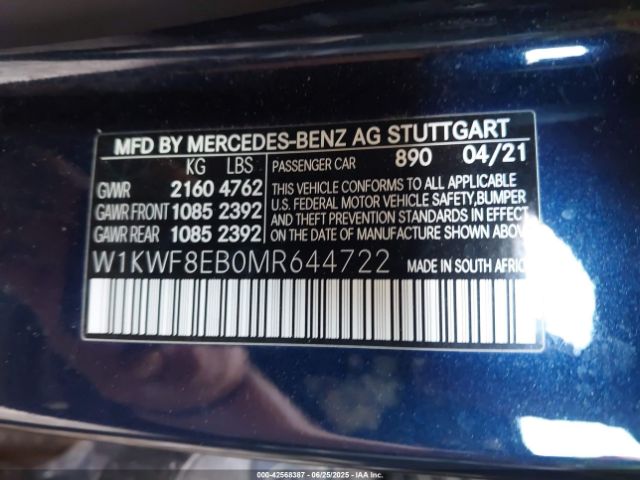 MFD BY MERCEDES-BENZ AG STUTTGART
KG LBS PASSENGER CAR 890 04/21
GVWR 2160 4762 THIS VEHICLE CONFORMS TO ALL APPLICABLE
GAWR FRONT 1085 2392 U.S. FEDERAL MOTOR VEHICLE SAFETY,BUMPER
AND THEFT PREVENTION STANDARDS IN EFFECT
GAWR REAR 1085 2392 ON DATE OF MANUFACTURE SHOWN ABOVE.
W1KWF8EB0MR644722 MADE IN SOUTH AFRICA
000-42568387 - 06/25/2025 - IAA Inc.